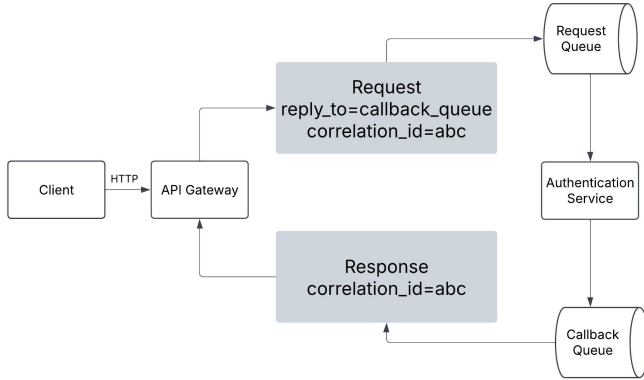 Request
Queue
Request
reply_to=callback_queue
correlation_id=abc
HTTP
Client
API Gateway
Authentication
Service
Response
correlation_id=abc
Callback
Queue